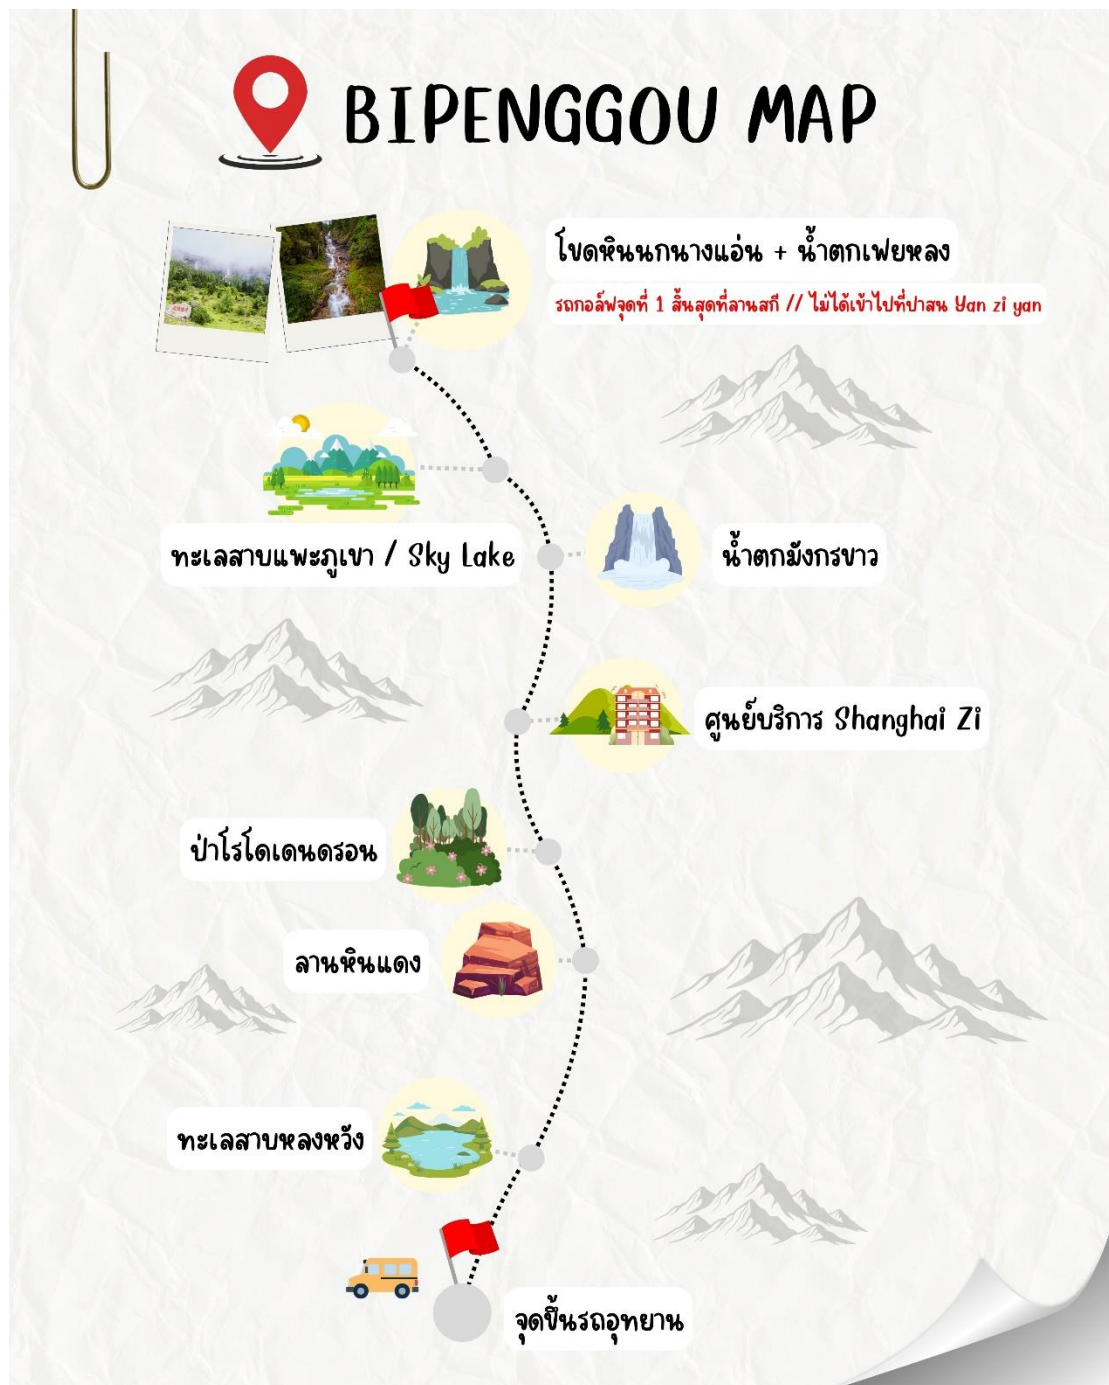 BIPENGGOU MAP
โขดหินนกนางแอ่น + น้ำตกเฟยหลง
รถกอล์ฟจุดที่ 1 สิ้นสุดที่ลานสกี // ไม่ได้เข้าไปที่ปาสน Yan zi yan
ทะเลสาบแพะภูเขา / Sky Lake
น้ำตกมังกรขาว
ศูนย์บริการ Shanghai Zi
ป่าโรโดเดนดรอน
ลานหินแดง
ทะเลสาบหลงหวัง
จุดขึ้นรถอุทยาน